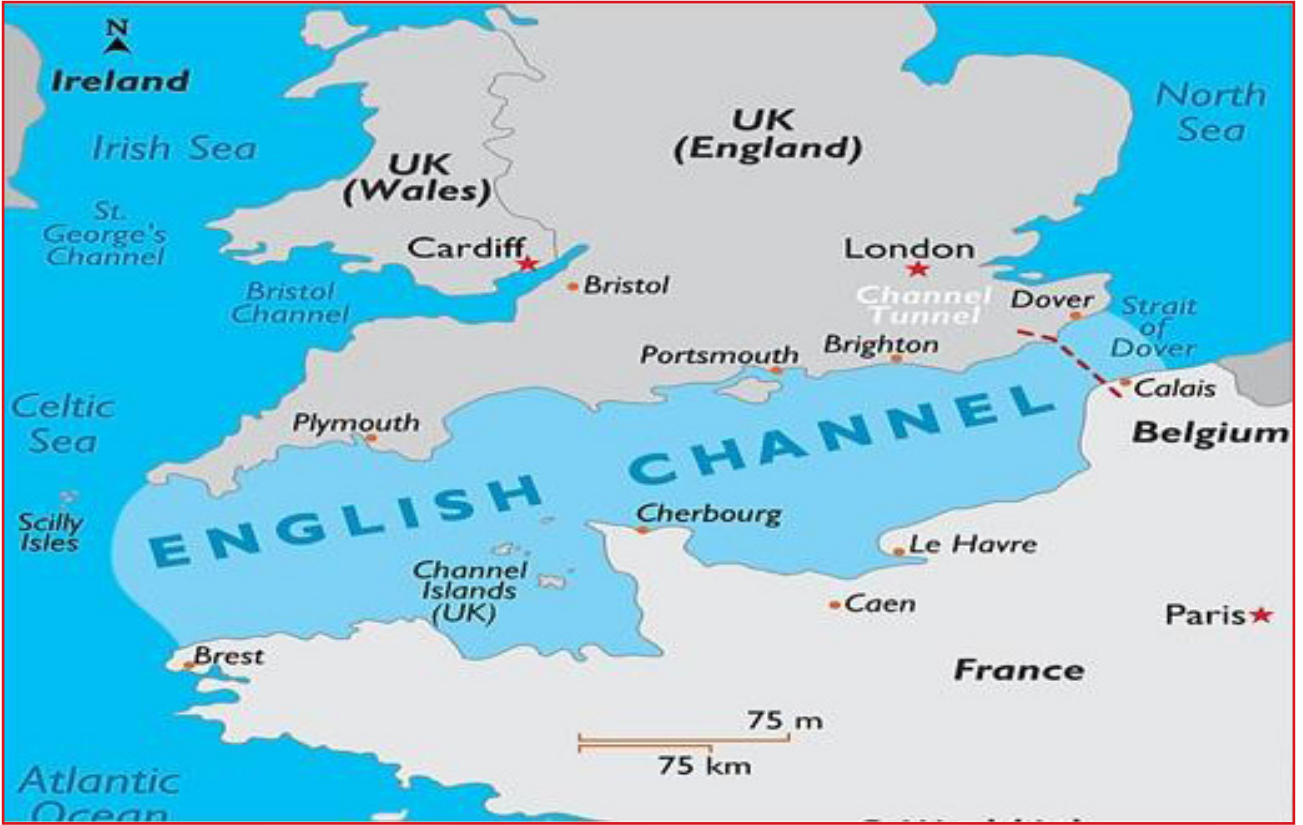 N
Ireland
Irish Sea
St.
George's
Channel
UK
(Wales)
UK
(England)
North
Sea
Cardiff
Bristol
Bristol
Channel
London
Channel
Tunnel
Dover
Strait
of
Dover
Portsmouth
Brighton
Calais
Belgium
Plymouth
Celtic
Sea
Scilly
Isles
ENGLISH CHANNEL
Cherbourg
Le Havre
Channel
Islands
(UK)
Caen
Paris
Brest
France
75 m
75 km
Atlantic
Ocean